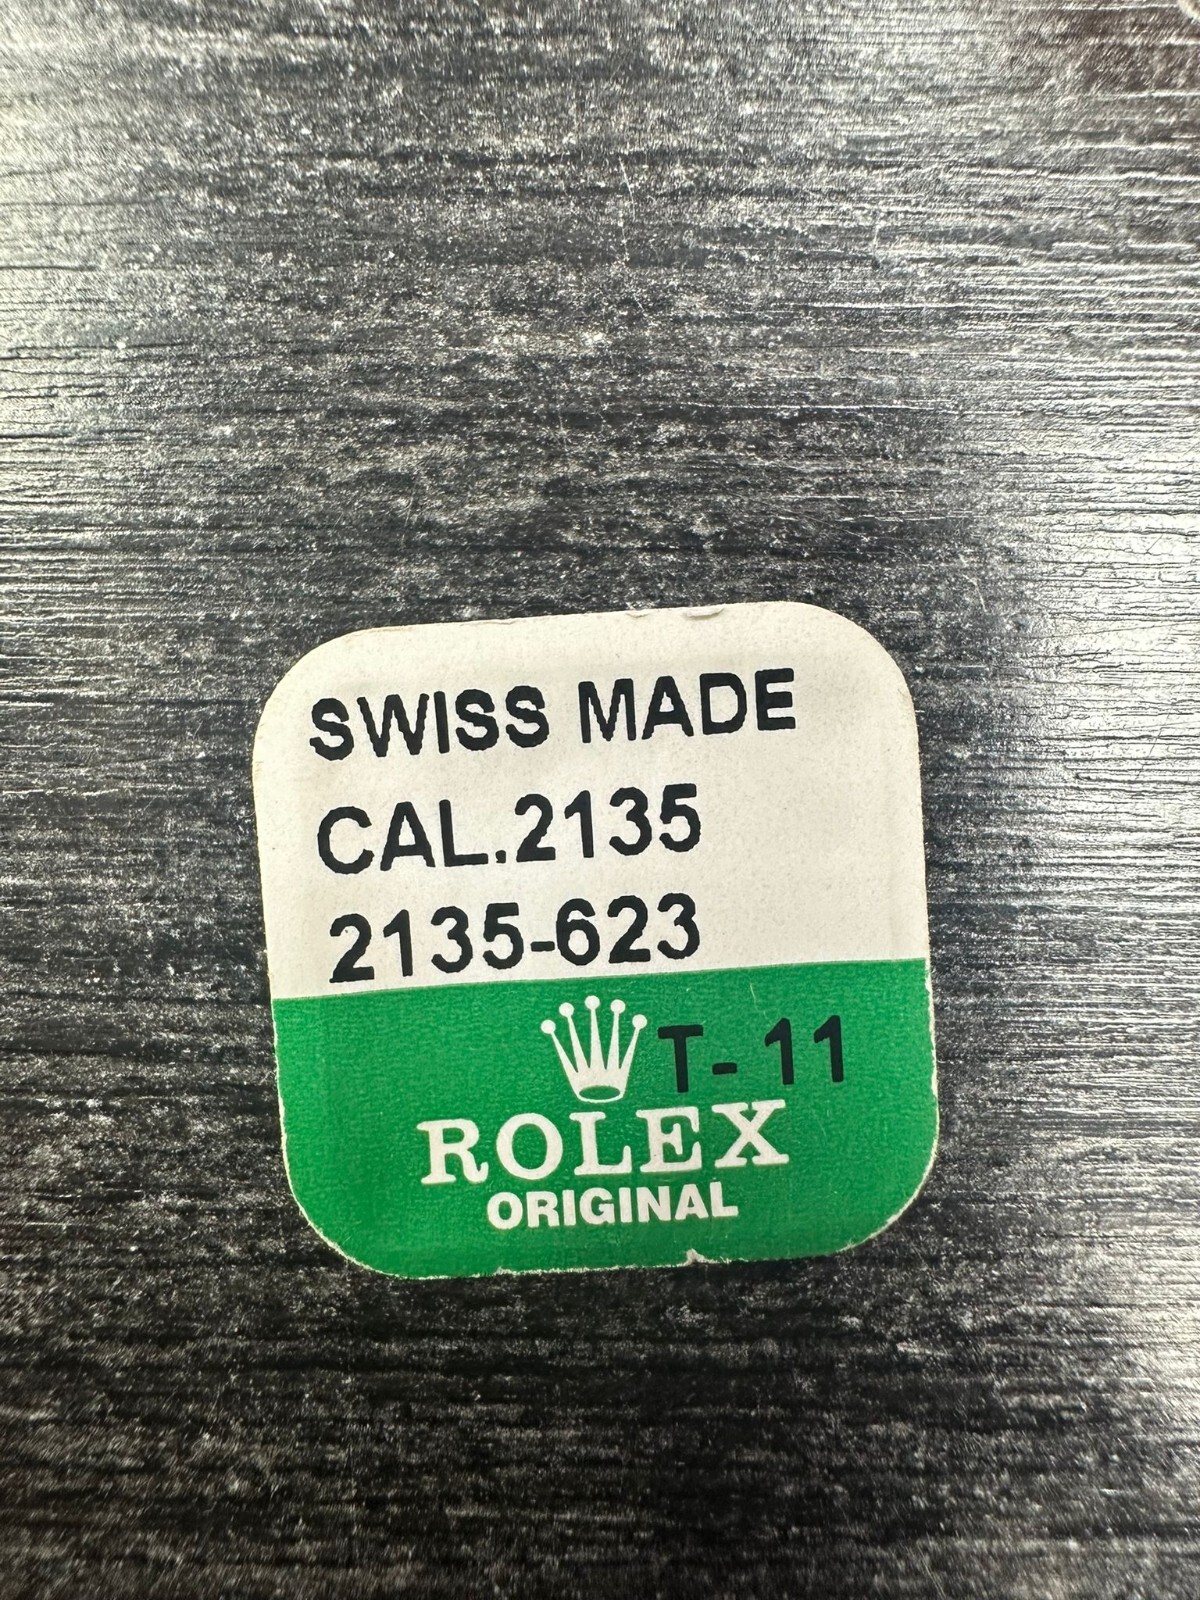 SWISS MADE
CAL.2135
2135-623
T-11
ROLEX
ORIGINAL